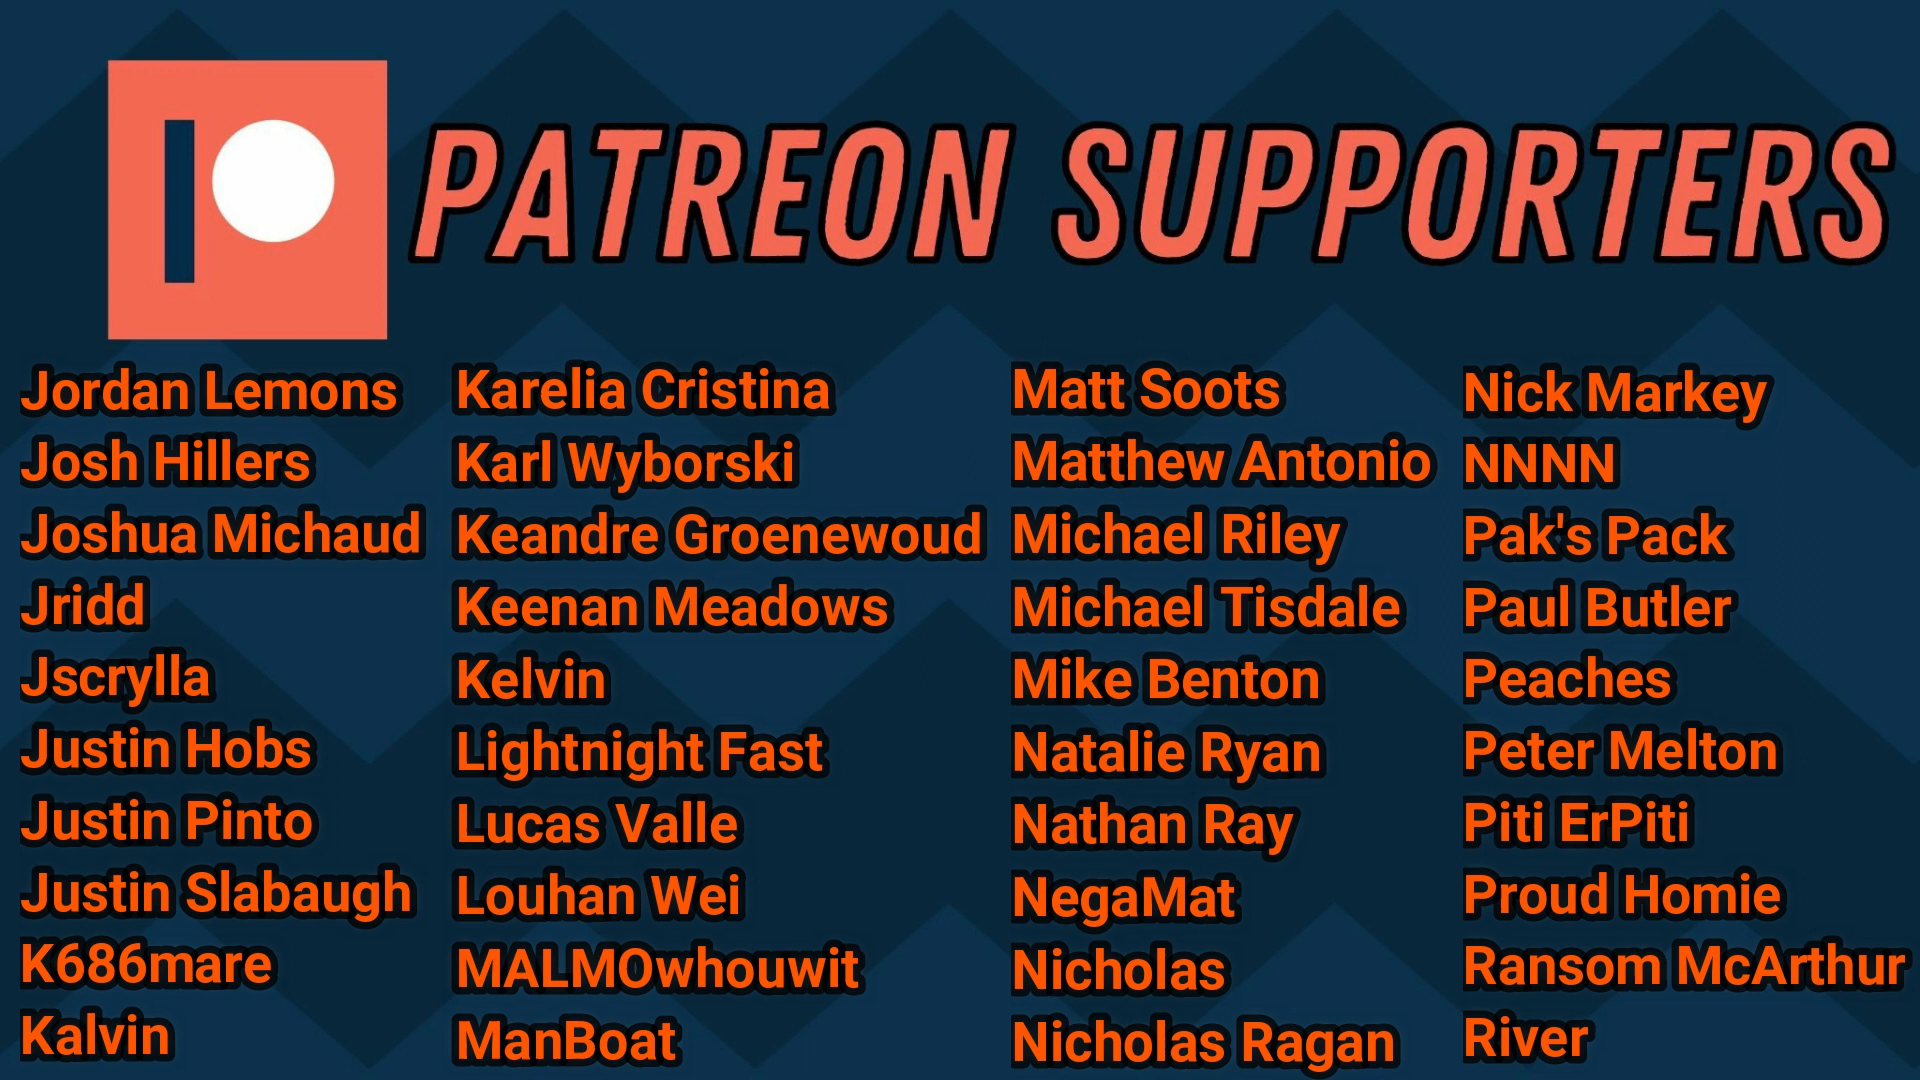 PATREON SUPPORTERS
Jordan Lemons
Josh Hillers
Joshua Michaud
Jridd
Jscrylla
Justin Hobs
Justin Pinto
Justin Slabaugh
K686mare
Kalvin
Karelia Cristina
Karl Wyborski
Keandre Groenewoud
Keenan Meadows
Kelvin
Lightnight Fast
Lucas Valle
Louhan Wei
MALMOwhouwit
ManBoat
Matt Soots
Matthew Antonio
Michael Riley
Michael Tisdale
Mike Benton
Natalie Ryan
Nathan Ray
NegaMat
Nicholas
Nicholas Ragan
Nick Markey
NNNN
Pak's Pack
Paul Butler
Peaches
Peter Melton
Piti ErPiti
Proud Homie
Ransom McArthur
River